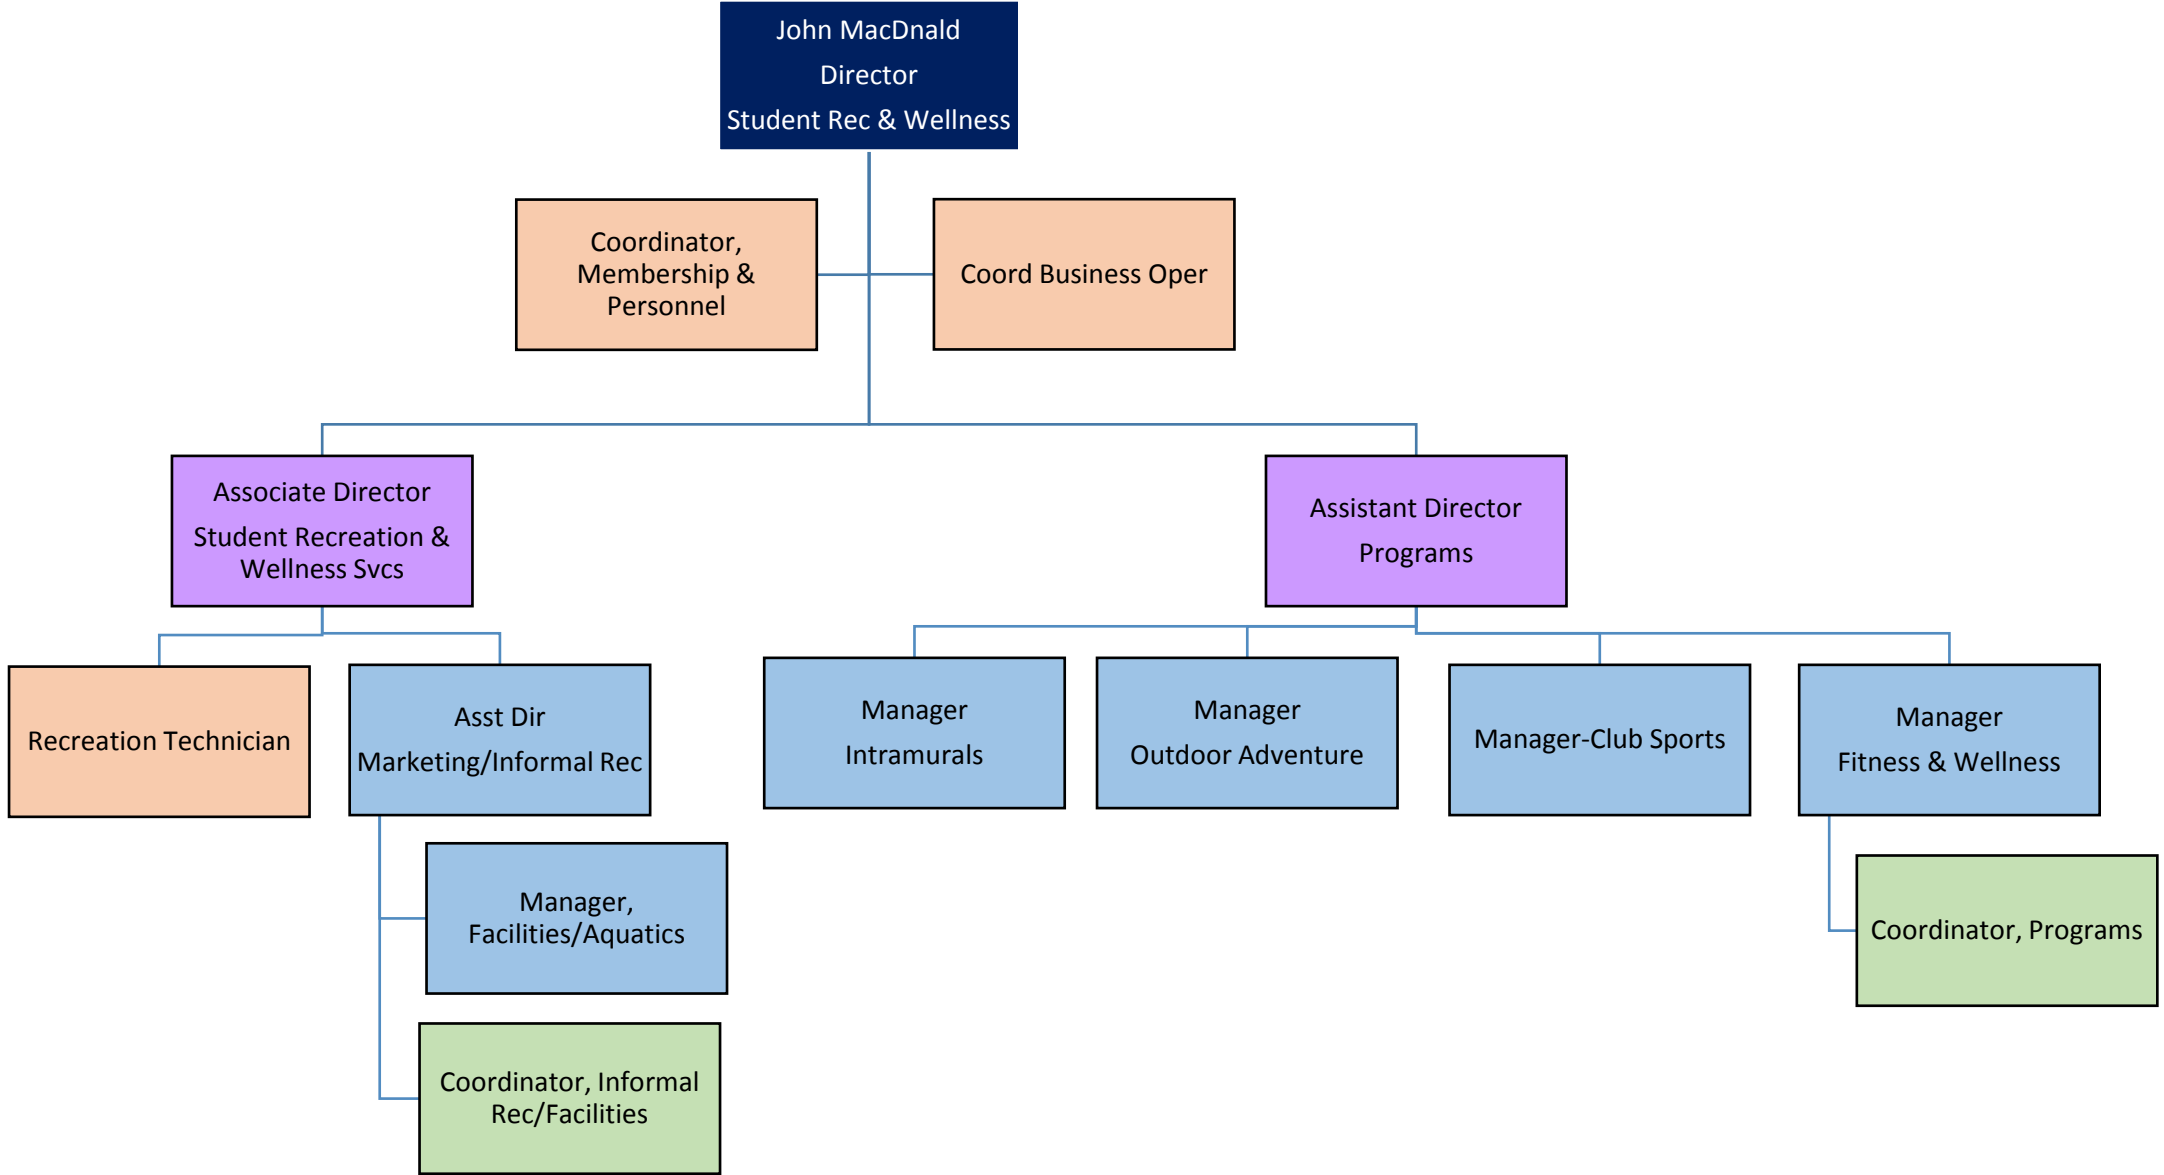 John MacDnald
Director
Student Rec & Wellness
Coordinator,
Membership &
Personnel
Coord Business Oper
Associate Director
Student Recreation &
Wellness Svcs
Assistant Director
Programs
Recreation Technician
Asst Dir
Marketing/Informal Rec
Manager
Intramurals
Manager
Outdoor Adventure
Manager-Club Sports
Manager
Fitness & Wellness
Manager,
Facilities/Aquatics
Coordinator, Programs
Coordinator, Informal
Rec/Facilities